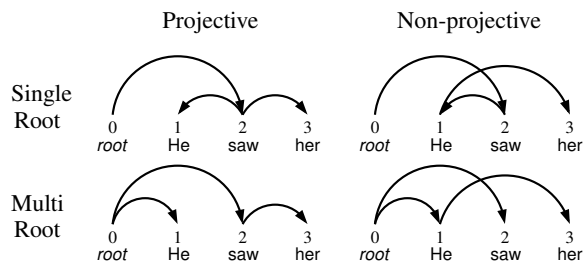 Projective Non-projective
Single
Root
0 1 2 3 0 1 2 3
root He saw her root He saw her
Multi
Root
0 1 2 3 0 1 2 3
root He saw her root He saw her